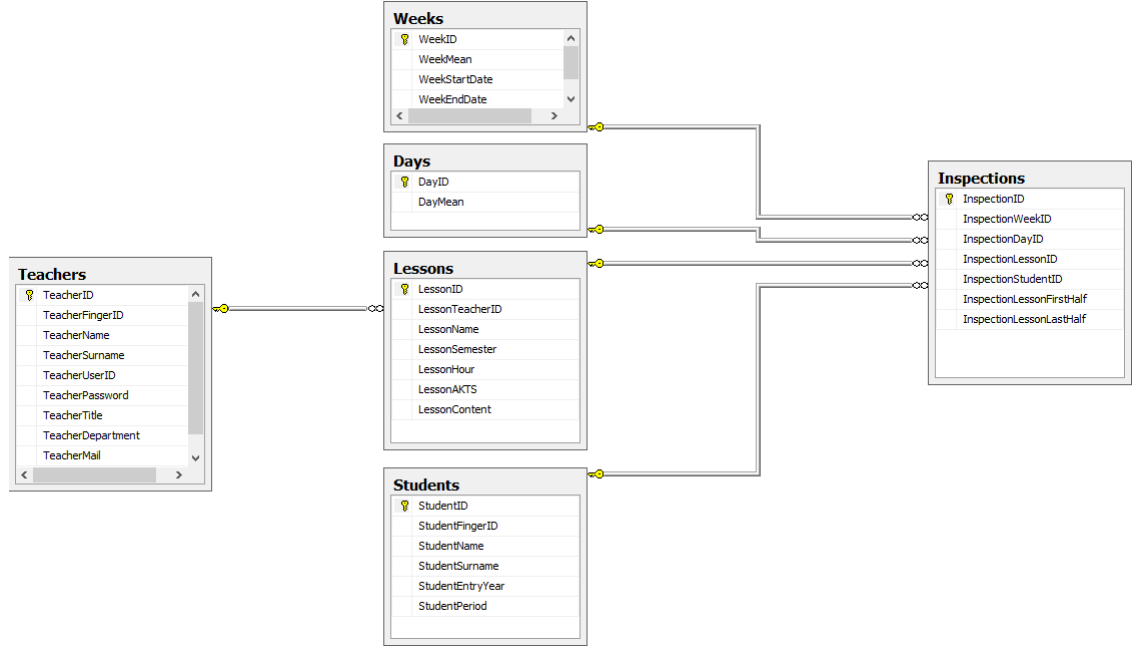 Weeks
WeekID
WeekMean
WeekStartDate
WeekEndDate
Days
DayID
DayMean
Teachers
TeacherID
TeacherFingerID
TeacherName
TeacherSurname
TeacherUserID
TeacherPassword
TeacherTitle
TeacherDepartment
TeacherMail
Lessons
LessonID
LessonTeacherID
LessonName
LessonSemester
LessonHour
LessonAKTS
LessonContent
Students
StudentID
StudentFingerID
StudentName
StudentSurname
StudentEntryYear
StudentPeriod
Inspections
InspectionID
InspectionWeekID
InspectionDayID
InspectionLessonID
InspectionStudentID
InspectionLessonFirstHalf
InspectionLessonLastHalf